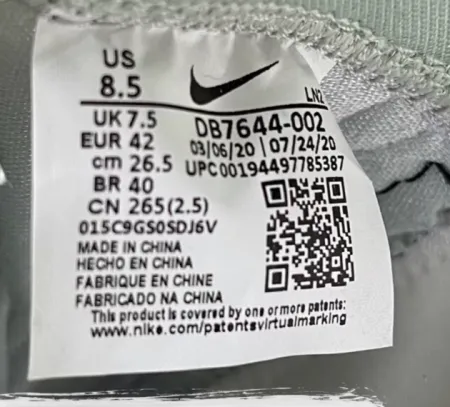 US
8.5
LN2
UK 7.5
DB7644-002
EUR 42
03/06/20 | 07/24/20
cm 26.5
UPC00194497785387
BR 40
CN 265(2.5)
015C9GS0SDJ6V
MADE IN CHINA
HECHO EN CHINA
FABRIQUE EN CHINE
FABRICADO NA CHINA
This product is covered by one or more patents:
www.nike.com/patentsvirtualmarking